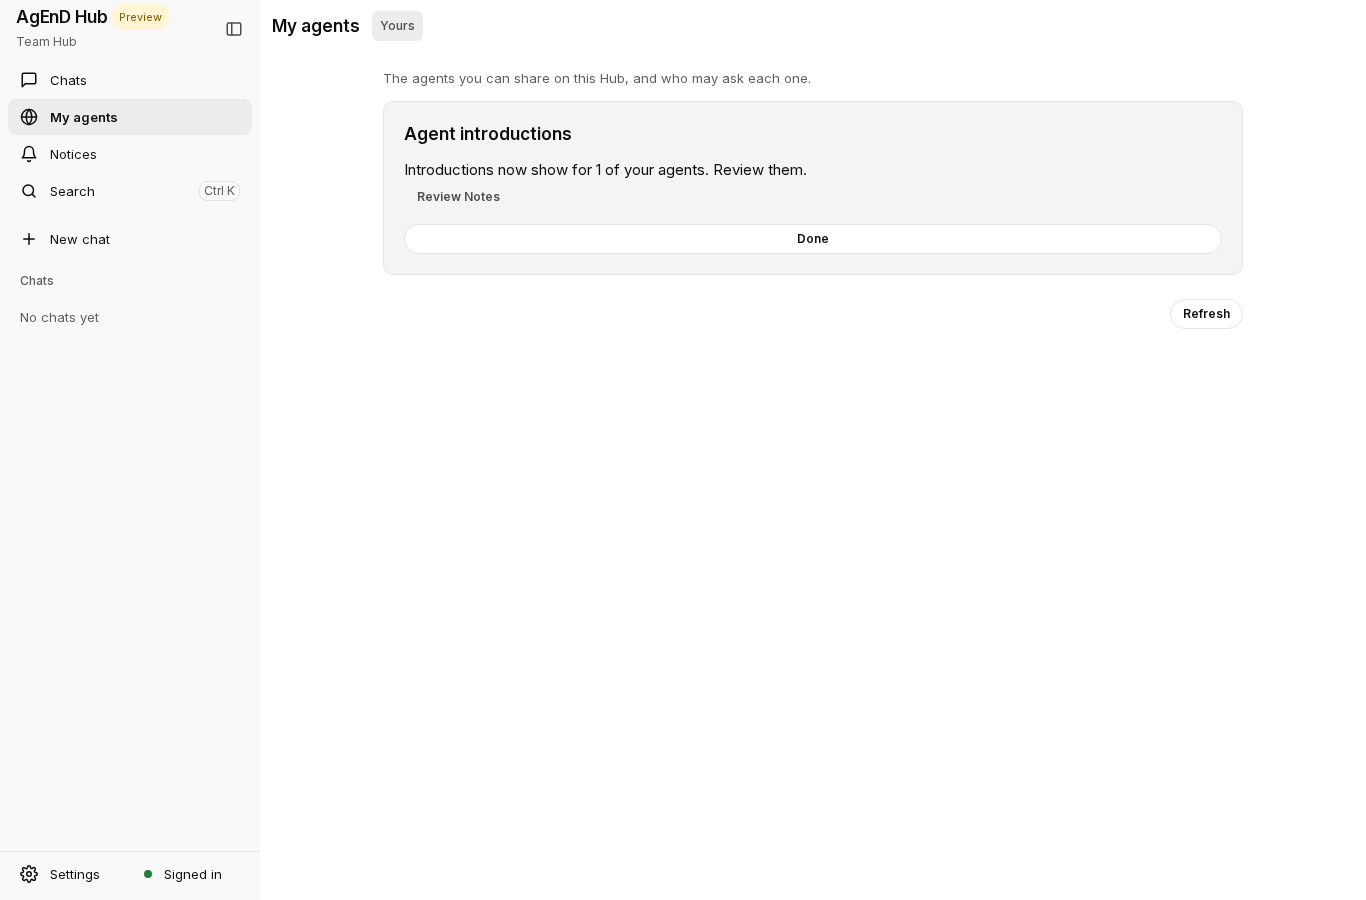 AgEnD Hub
Preview
Team Hub
Chats
My agents
Notices
Search
Ctrl K
New chat
Chats
No chats yet
Settings
Signed in
My agents
Yours
The agents you can share on this Hub, and who may ask each one.
Agent introductions
Introductions now show for 1 of your agents. Review them.
Review Notes
Done
Refresh